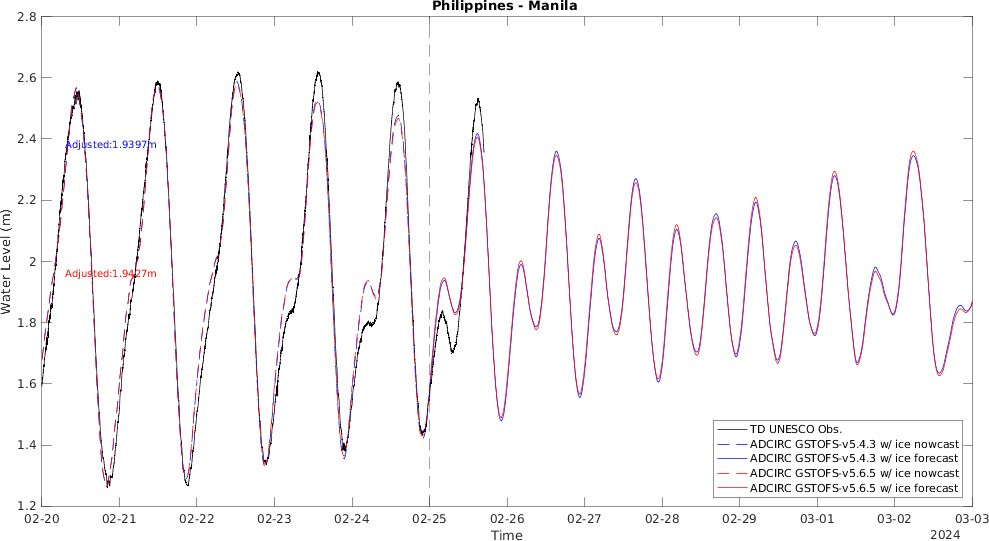 Philippines - Manila
2.8
2.6
2.4
2.2
2
1.8
1.6
1.4
1.2
Water Level (m)
Adjusted:1.9397m
Adjusted:1.9427m
TD UNESCO Obs.
ADCIRC GSTOFS-v5.4.3 w/ ice nowcast
ADCIRC GSTOFS-v5.4.3 w/ ice forecast
ADCIRC GSTOFS-v5.6.5 w/ ice nowcast
ADCIRC GSTOFS-v5.6.5 w/ ice forecast
02-20 02-21 02-22 02-23 02-24 02-25 02-26 02-27 02-28 02-29 03-01 03-02 03-03
Time
2024